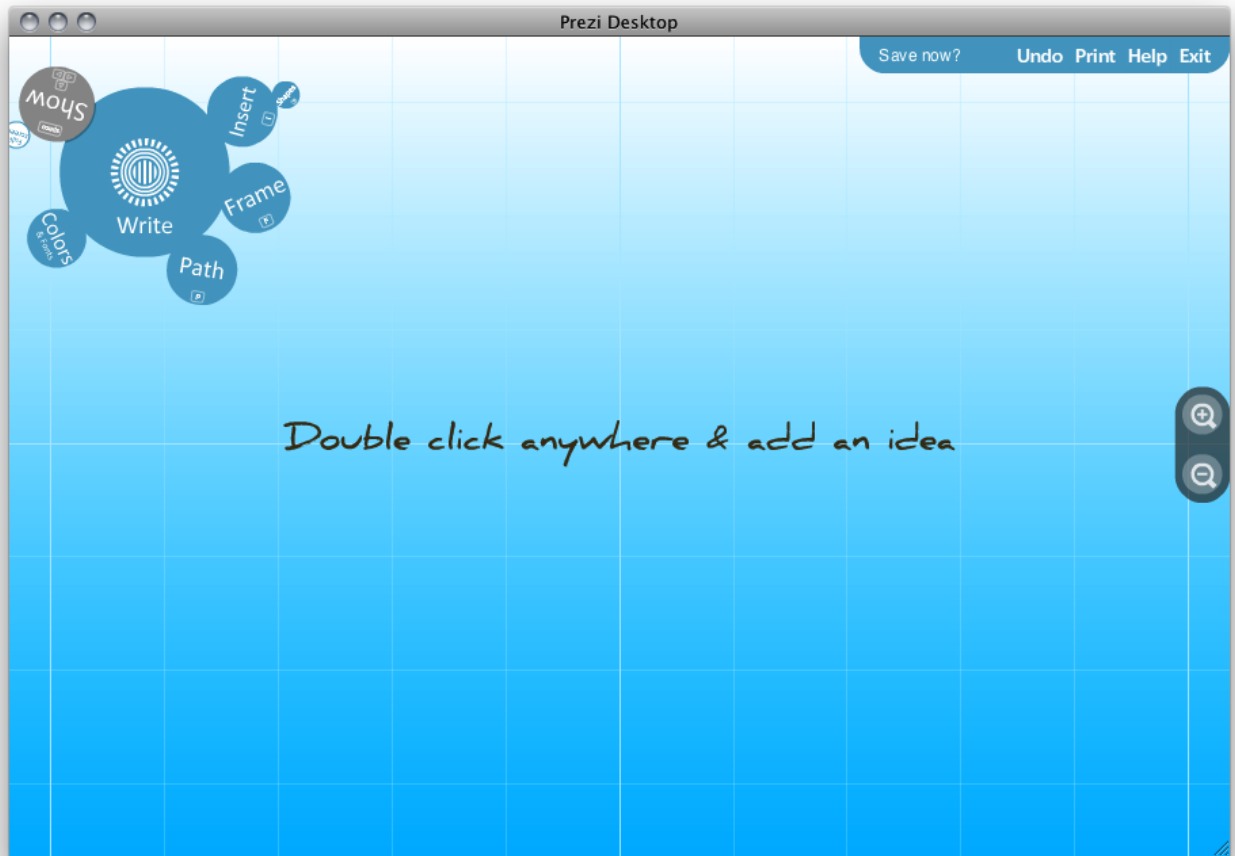 Prezi Desktop
Save now? Undo Print Help Exit
Show
Insert
I
Shapes
Frame
F
Write
Colors
& Fonts
Path
P
Double click anywhere & add an idea